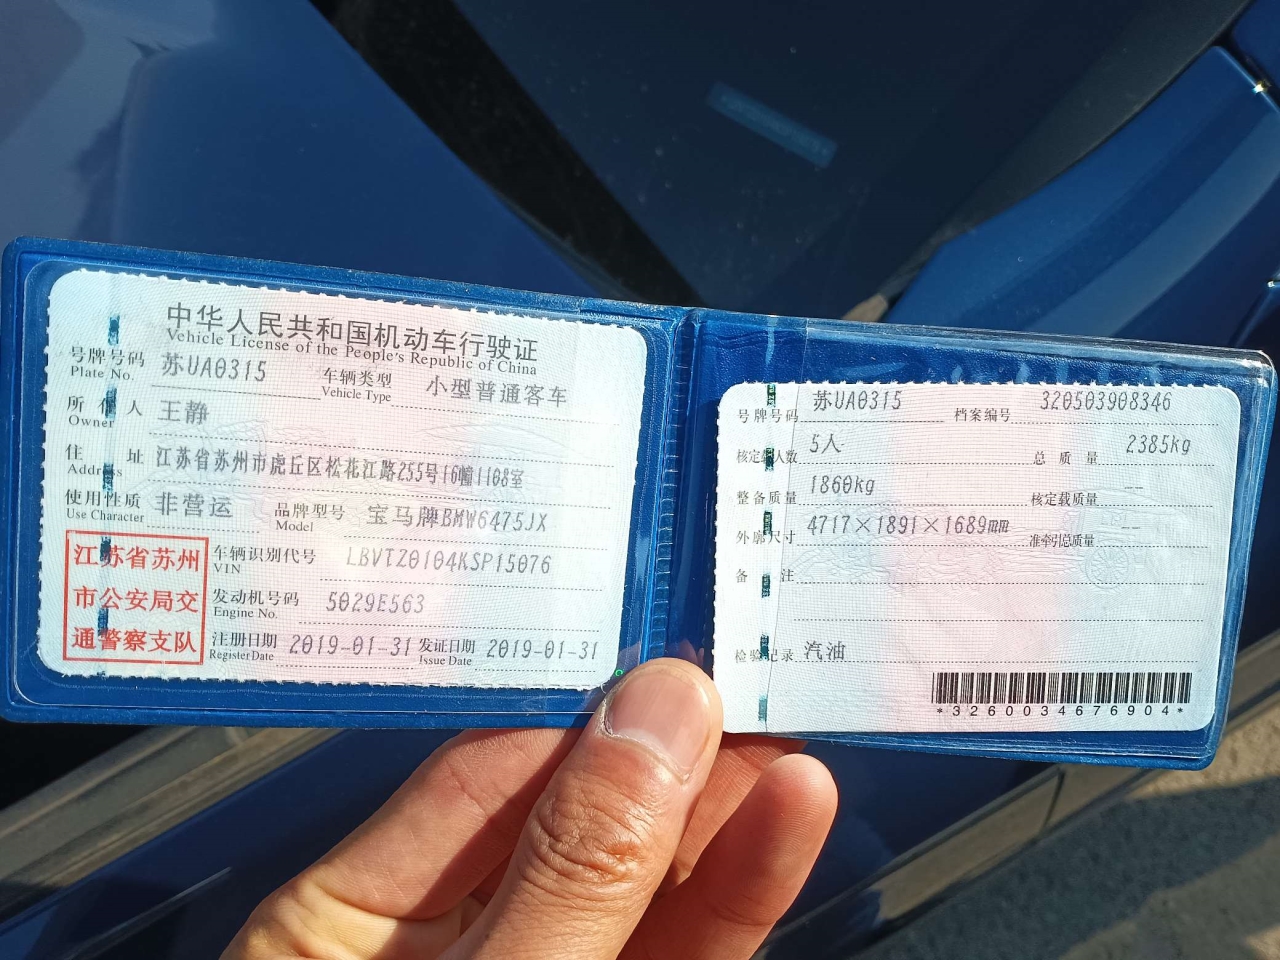 中华人民共和国机动车行驶证
Vehicle License of the People's Republic of China
号牌号码 苏UA0315 车辆类型 小型普通客车
Plate No. Vehicle Type
所有人 王静
Owner
住址 江苏省苏州市虎丘区松花江路255号16幢1108室
Address
使用性质 非营运 品牌型号 宝马牌BMW6475JX
Use Character Model
江苏省苏州
市公安局交
通警察支队
车辆识别代号 LBVTZ0104KSP15076
VIN
发动机号码 5029E563
Engine No.
注册日期 2019-01-31 发证日期 2019-01-31
Register Date Issue Date
号牌号码 苏UA0315 档案编号 320503908346
核定载人数 5人 总质量 2385kg
整备质量 1860kg 核定载质量 --
外廓尺寸 4717×1891×1689mm 准牵引总质量 --
备注
检验记录 汽油
*3260034676904*